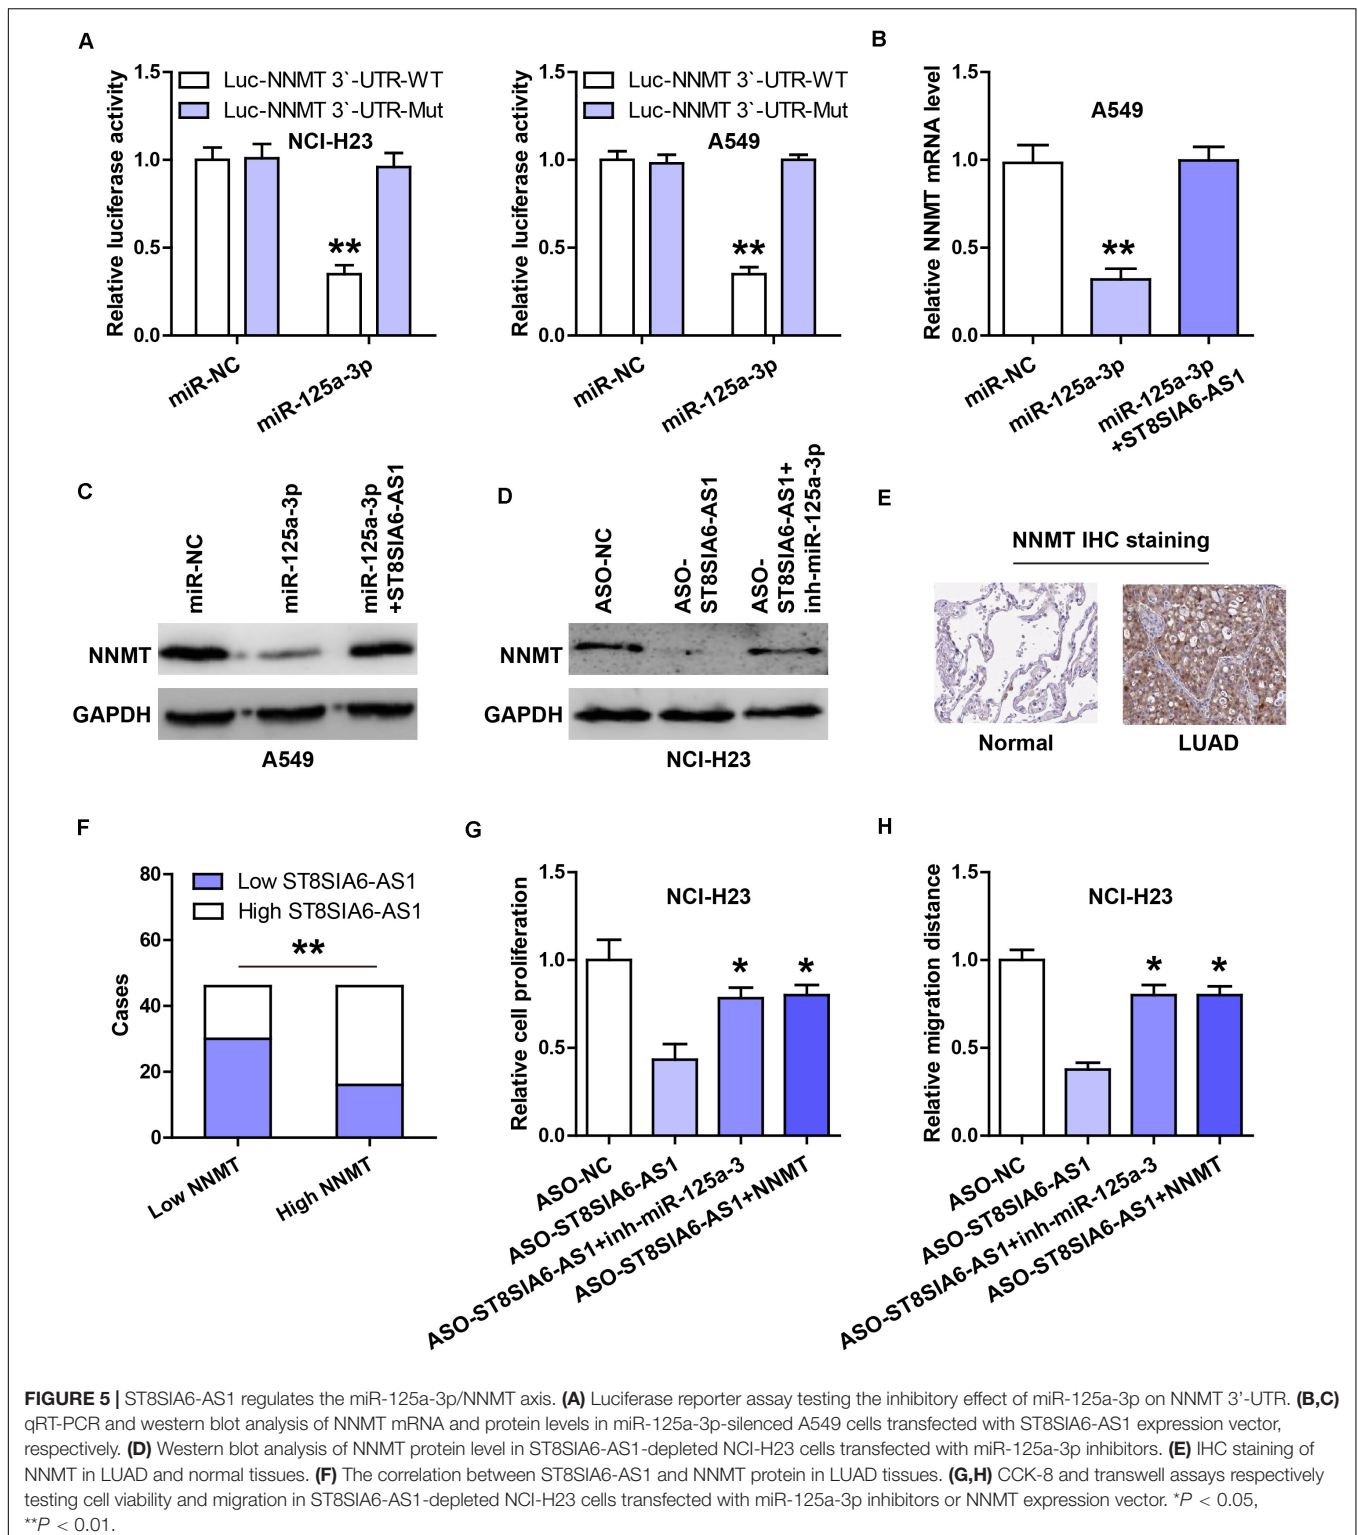 A
1.5
1.0
0.5
0.0
Relative luciferase activity
Luc-NNMT 3`-UTR-WT
Luc-NNMT 3`-UTR-Mut
NCI-H23
**
miR-NC
miR-125a-3p
1.5
1.0
0.5
0.0
Relative luciferase activity
Luc-NNMT 3`-UTR-WT
Luc-NNMT 3`-UTR-Mut
A549
**
miR-NC
miR-125a-3p
B
1.5
1.0
0.5
0.0
Relative NNMT mRNA level
A549
**
miR-NC
miR-125a-3p
miR-125a-3p
+ST8SIA6-AS1
C
miR-NC
miR-125a-3p
miR-125a-3p
+ST8SIA6-AS1
NNMT
GAPDH
A549
D
ASO-NC
ASO-
ST8SIA6-AS1
ASO-
ST8SIA6-AS1+
inh-miR-125a-3p
NNMT
GAPDH
NCI-H23
E
NNMT IHC staining
Normal
LUAD
F
80
60
40
20
0
Cases
Low ST8SIA6-AS1
High ST8SIA6-AS1
**
Low NNMT
High NNMT
G
1.5
1.0
0.5
0.0
Relative cell proliferation
NCI-H23
*
*
ASO-NC
ASO-ST8SIA6-AS1
ASO-ST8SIA6-AS1+inh-miR-125a-3
ASO-ST8SIA6-AS1+NNMT
H
1.5
1.0
0.5
0.0
Relative migration distance
NCI-H23
*
*
ASO-NC
ASO-ST8SIA6-AS1
ASO-ST8SIA6-AS1+inh-miR-125a-3
ASO-ST8SIA6-AS1+NNMT
FIGURE 5 | ST8SIA6-AS1 regulates the miR-125a-3p/NNMT axis. (A) Luciferase reporter assay testing the inhibitory effect of miR-125a-3p on NNMT 3’-UTR. (B,C)
qRT-PCR and western blot analysis of NNMT mRNA and protein levels in miR-125a-3p-silenced A549 cells transfected with ST8SIA6-AS1 expression vector,
respectively. (D) Western blot analysis of NNMT protein level in ST8SIA6-AS1-depleted NCI-H23 cells transfected with miR-125a-3p inhibitors. (E) IHC staining of
NNMT in LUAD and normal tissues. (F) The correlation between ST8SIA6-AS1 and NNMT protein in LUAD tissues. (G,H) CCK-8 and transwell assays respectively
testing cell viability and migration in ST8SIA6-AS1-depleted NCI-H23 cells transfected with miR-125a-3p inhibitors or NNMT expression vector. *P < 0.05,
**P < 0.01.